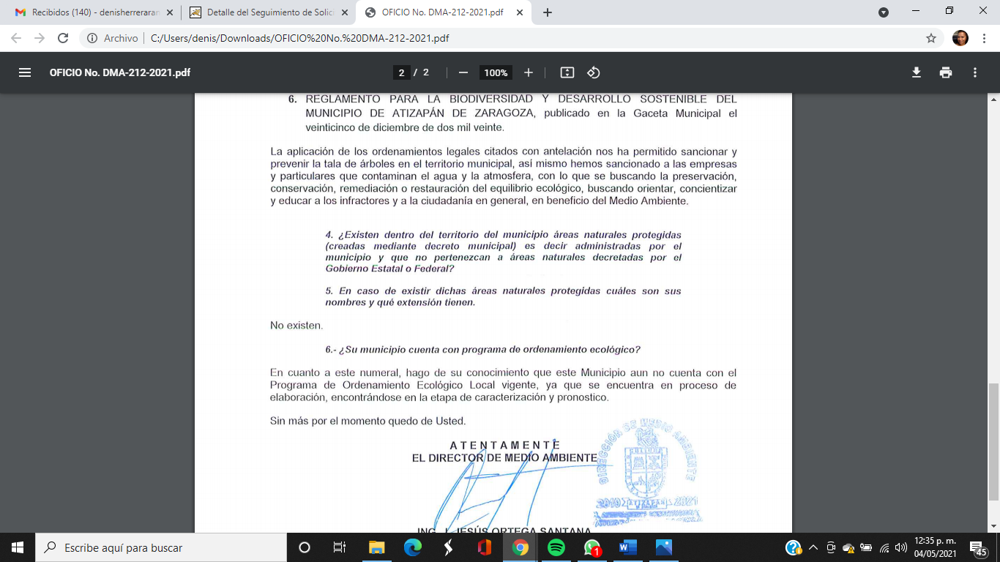 Recibidos (140) - denisherreraran
Detalle del Seguimiento de Solici
OFICIO No. DMA-212-2021.pdf
Archivo
C:/Users/denis/Downloads/OFICIO%20No.%20DMA-212-2021.pdf
OFICIO No. DMA-212-2021.pdf
2 / 2
100%
6. REGLAMENTO PARA LA BIODIVERSIDAD Y DESARROLLO SOSTENIBLE DEL
MUNICIPIO DE ATIZAPÁN DE ZARAGOZA, publicado en la Gaceta Municipal el
veinticinco de diciembre de dos mil veinte.
La aplicación de los ordenamientos legales citados con antelación nos ha permitido sancionar y
prevenir la tala de árboles en el territorio municipal, así mismo hemos sancionado a las empresas
y particulares que contaminan el agua y la atmosfera, con lo que se buscando la preservación,
conservación, remediación o restauración del equilibrio ecológico, buscando orientar, concientizar
y educar a los infractores y a la ciudadanía en general, en beneficio del Medio Ambiente.
4. ¿Existen dentro del territorio del municipio áreas naturales protegidas
(creadas mediante decreto municipal) es decir administradas por el
municipio y que no pertenezcan a áreas naturales decretadas por el
Gobierno Estatal o Federal?
5. En caso de existir dichas áreas naturales protegidas cuáles son sus
nombres y qué extensión tienen.
No existen.
6.- ¿Su municipio cuenta con programa de ordenamiento ecológico?
En cuanto a este numeral, hago de su conocimiento que este Municipio aun no cuenta con el
Programa de Ordenamiento Ecológico Local vigente, ya que se encuentra en proceso de
elaboración, encontrándose en la etapa de caracterización y pronostico.
Sin más por el momento quedo de Usted.
A T E N T A M E N T E
EL DIRECTOR DE MEDIO AMBIENTE
DIRECCIÓN DE MEDIO AMBIENTE
2019 ATIZAPÁN 2021
ING. J. JESÚS ORTEGA SANTANA
Escribe aquí para buscar
1
12:35 p. m.
04/05/2021
45